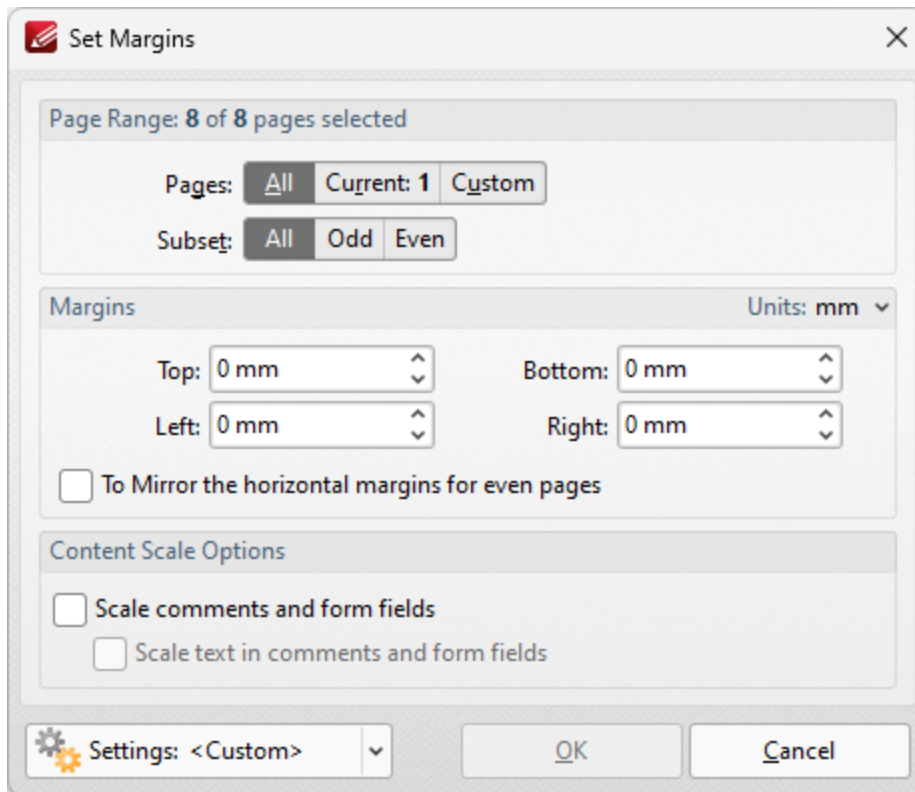 Set Margins
Page Range: 8 of 8 pages selected
Pages: All Current: 1 Custom
Subset: All Odd Even
Margins Units: mm
Top: 0 mm Bottom: 0 mm
Left: 0 mm Right: 0 mm
To Mirror the horizontal margins for even pages
Content Scale Options
Scale comments and form fields
Scale text in comments and form fields
Settings: <Custom> OK Cancel